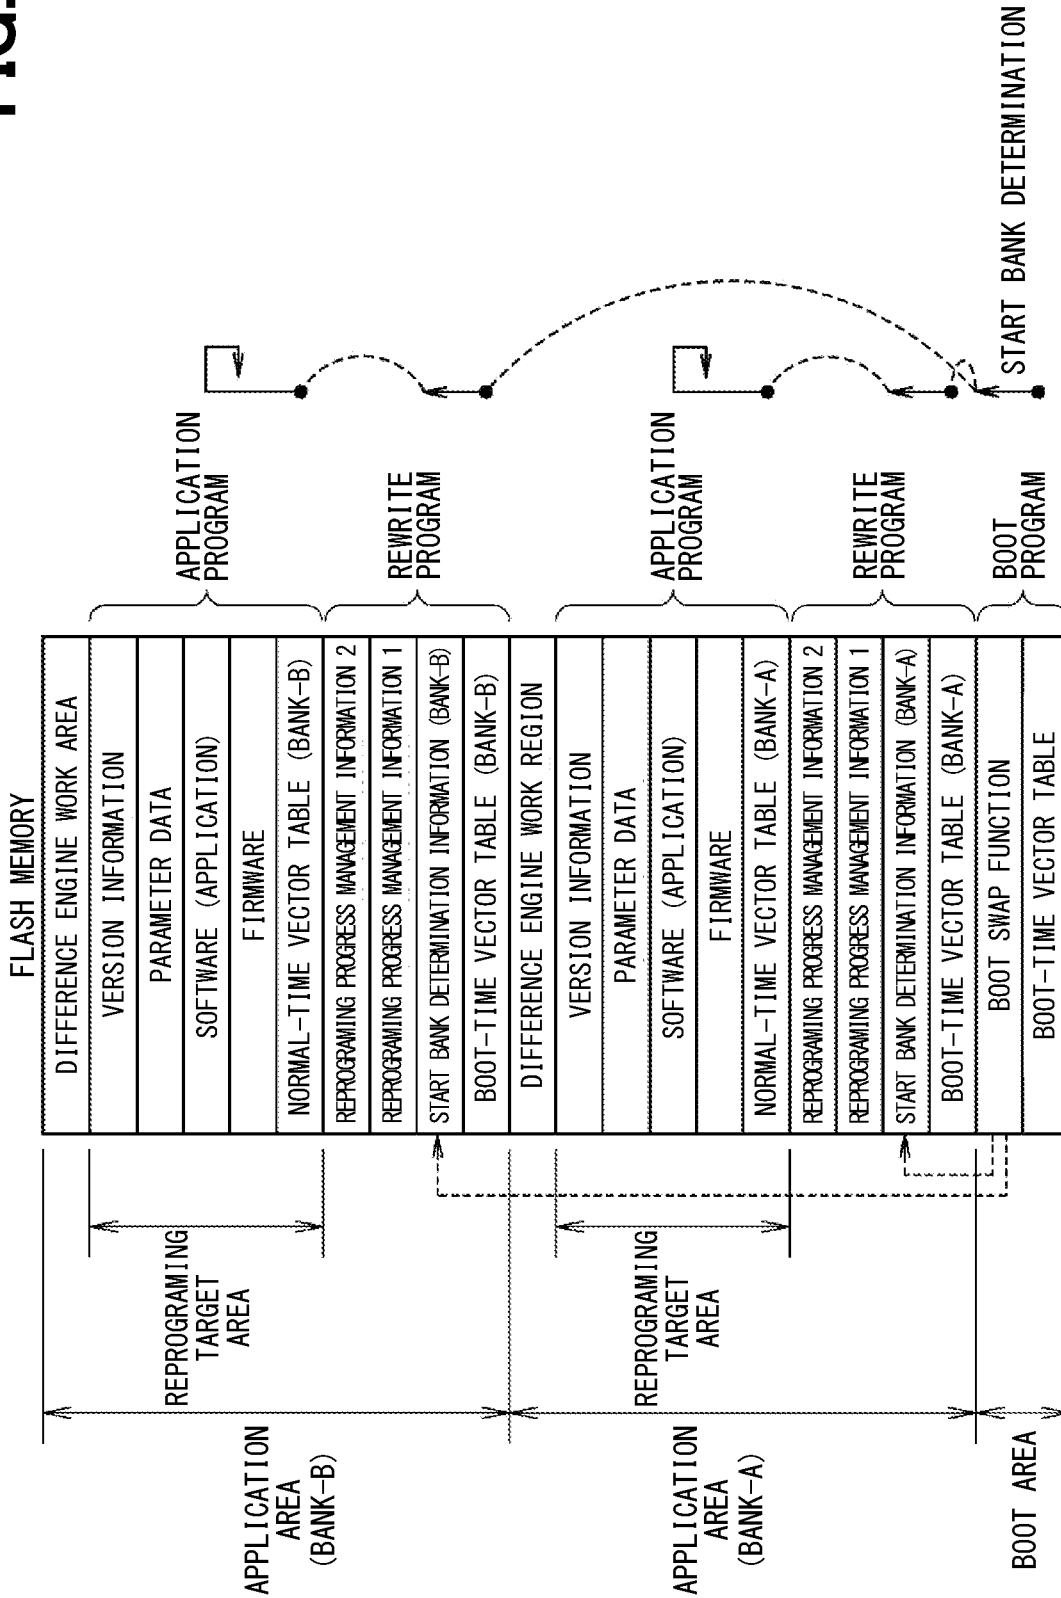 FIG.
FLASH MEMORY
DIFFERENCE ENGINE WORK AREA
VERSION INFORMATION
PARAMETER DATA
SOFTWARE (APPLICATION)
FIRMWARE
NORMAL-TIME VECTOR TABLE (BANK-B)
REPROGRAMING PROGRESS MANAGEMENT INFORMATION 2
REPROGRAMING PROGRESS MANAGEMENT INFORMATION 1
START BANK DETERMINATION INFORMATION (BANK-B)
BOOT-TIME VECTOR TABLE (BANK-B)
DIFFERENCE ENGINE WORK REGION
VERSION INFORMATION
PARAMETER DATA
SOFTWARE (APPLICATION)
FIRMWARE
NORMAL-TIME VECTOR TABLE (BANK-A)
REPROGRAMING PROGRESS MANAGEMENT INFORMATION 2
REPROGRAMING PROGRESS MANAGEMENT INFORMATION 1
START BANK DETERMINATION INFORMATION (BANK-A)
BOOT-TIME VECTOR TABLE (BANK-A)
BOOT SWAP FUNCTION
BOOT-TIME VECTOR TABLE
APPLICATION
PROGRAM
REWRITE
PROGRAM
APPLICATION
PROGRAM
REWRITE
PROGRAM
BOOT
PROGRAM
START BANK DETERMINATION
REPROGRAMING
TARGET
AREA
REPROGRAMING
TARGET
AREA
APPLICATION
AREA
(BANK-B)
APPLICATION
AREA
(BANK-A)
BOOT AREA